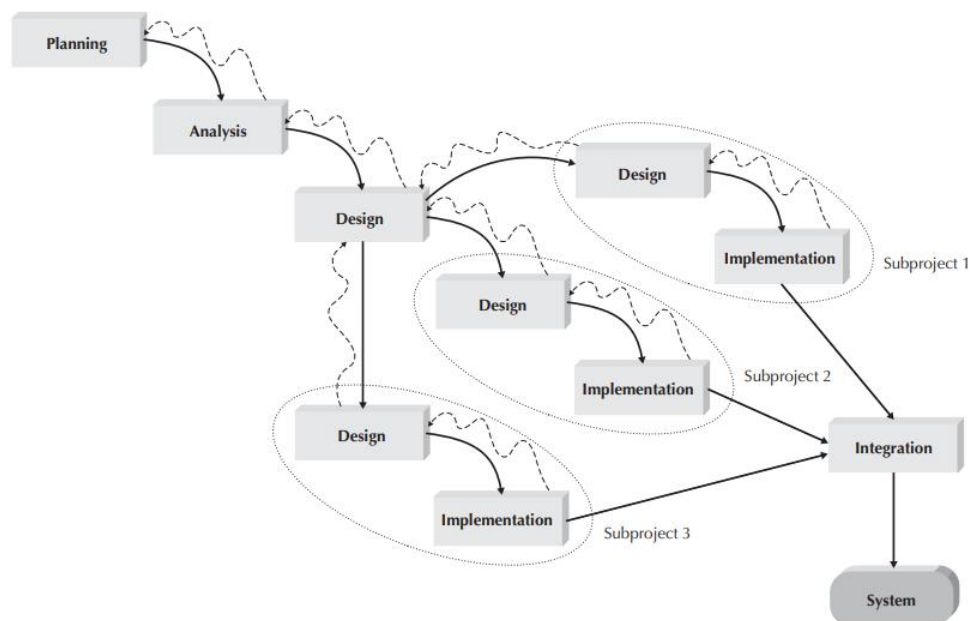 Planning
Analysis
Design
Design
Implementation
Subproject 1
Design
Implementation
Subproject 2
Design
Implementation
Subproject 3
Integration
System